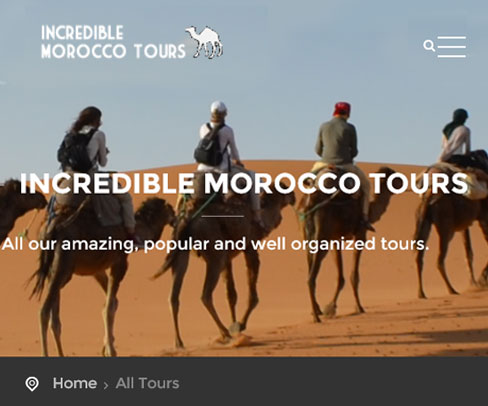 INCREDIBLE
MOROCCO TOURS
INCREDIBLE MOROCCO TOURS
All our amazing, popular and well organized tours.
Home › All Tours